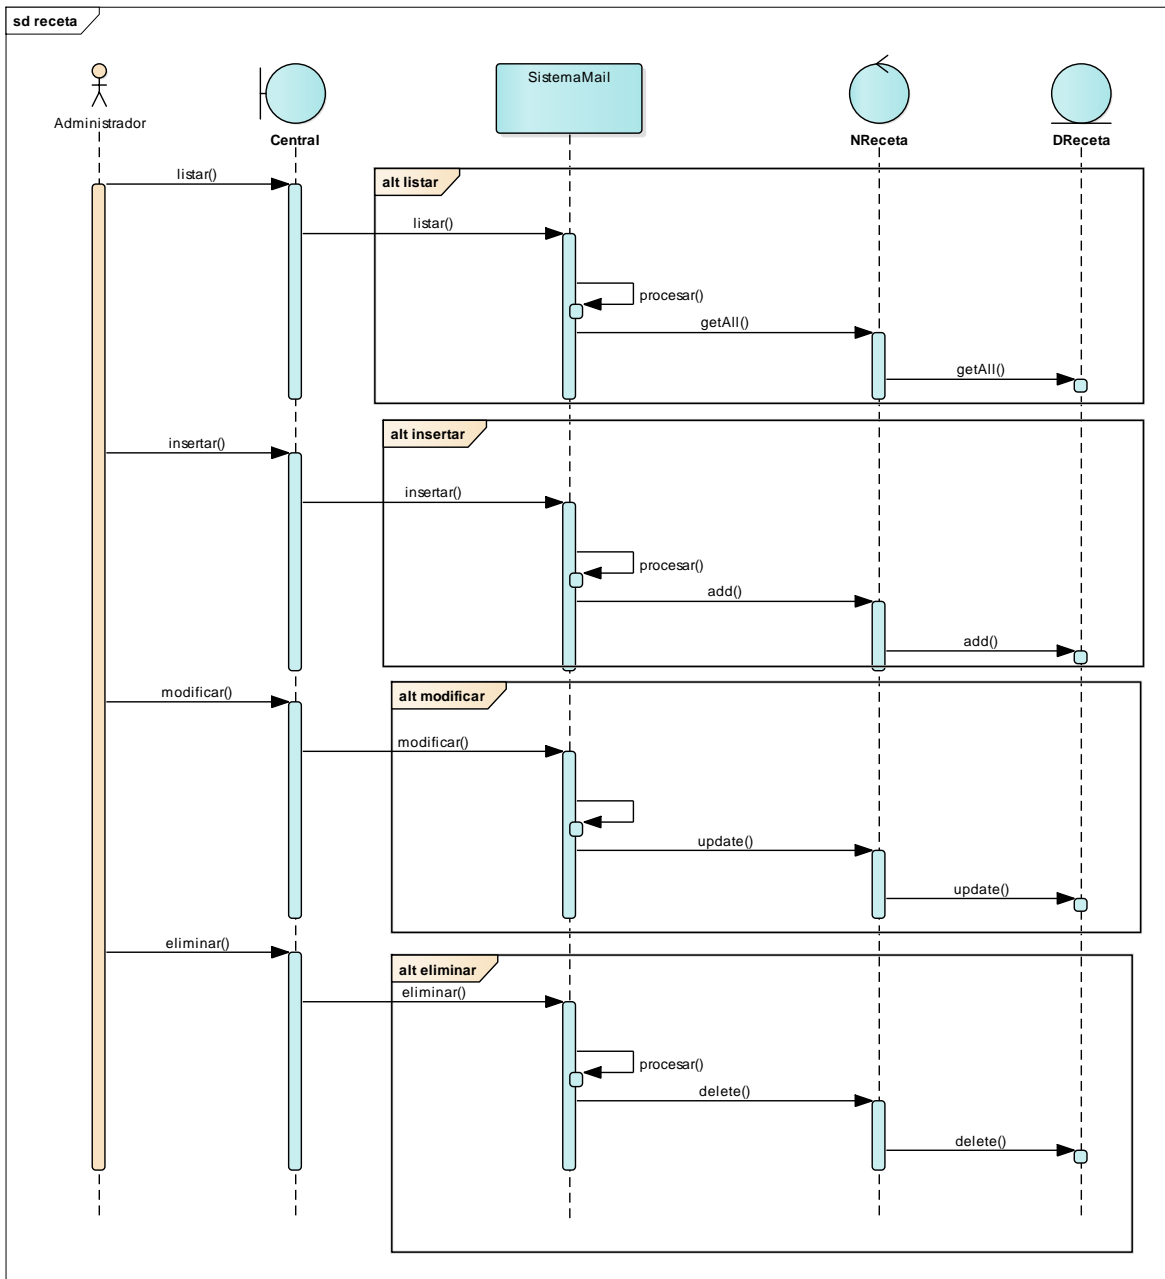 sd receta
SistemaMail
Administrador
Central
NReceta
DReceta
listar()
alt listar
listar()
procesar()
getAll()
getAll()
alt insertar
insertar()
insertar()
procesar()
add()
add()
modificar()
alt modificar
modificar()
update()
update()
eliminar()
alt eliminar
eliminar()
procesar()
delete()
delete()